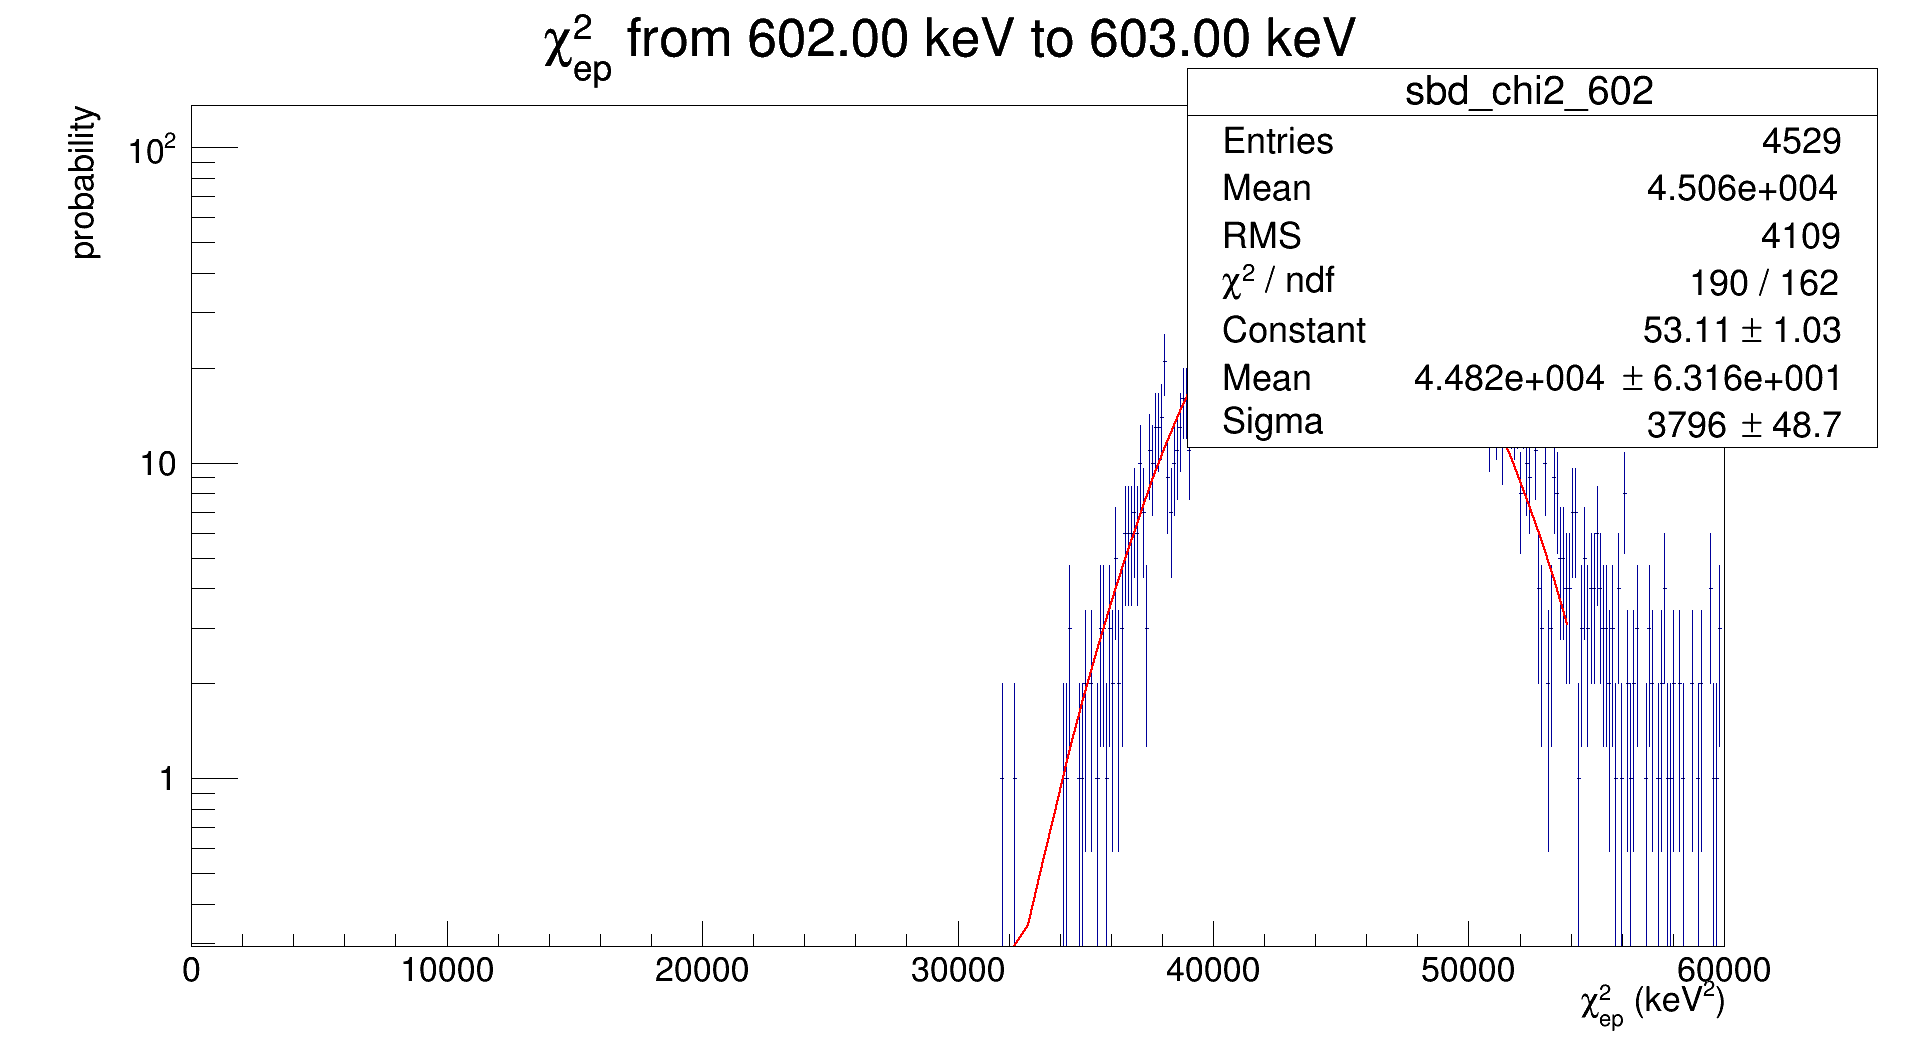 χ²ep from 602.00 keV to 603.00 keV
sbd_chi2_602
Entries 4529
Mean 4.506e+004
RMS 4109
χ² / ndf 190 / 162
Constant 53.11 ± 1.03
Mean 4.482e+004 ± 6.316e+001
Sigma 3796 ± 48.7
probability
10²
10
1
0 10000 20000 30000 40000 50000 60000
χ²ep (keV²)